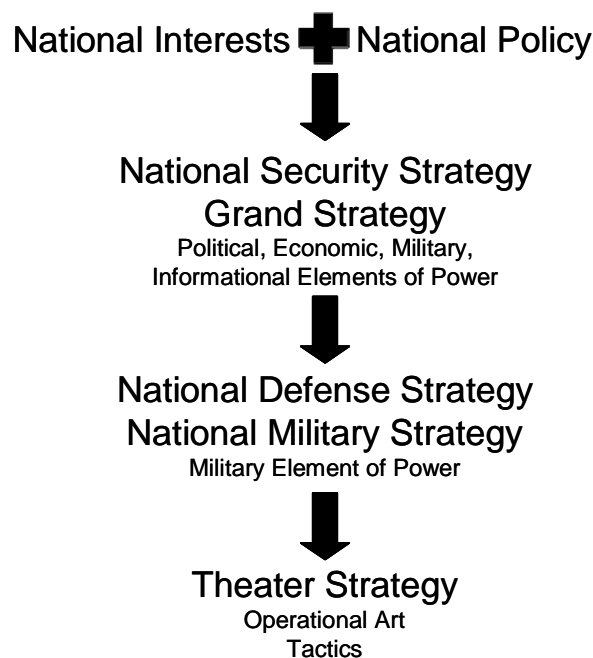 National Interests + National Policy
National Security Strategy
Grand Strategy
Political, Economic, Military,
Informational Elements of Power
National Defense Strategy
National Military Strategy
Military Element of Power
Theater Strategy
Operational Art
Tactics